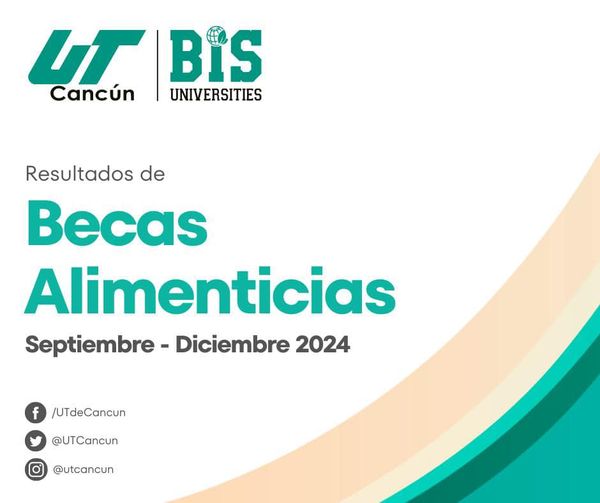 UT
Cancún
BIS
UNIVERSITIES
Resultados de
Becas
Alimenticias
Septiembre - Diciembre 2024
/UTdeCancun
@UTCancun
@utcancun